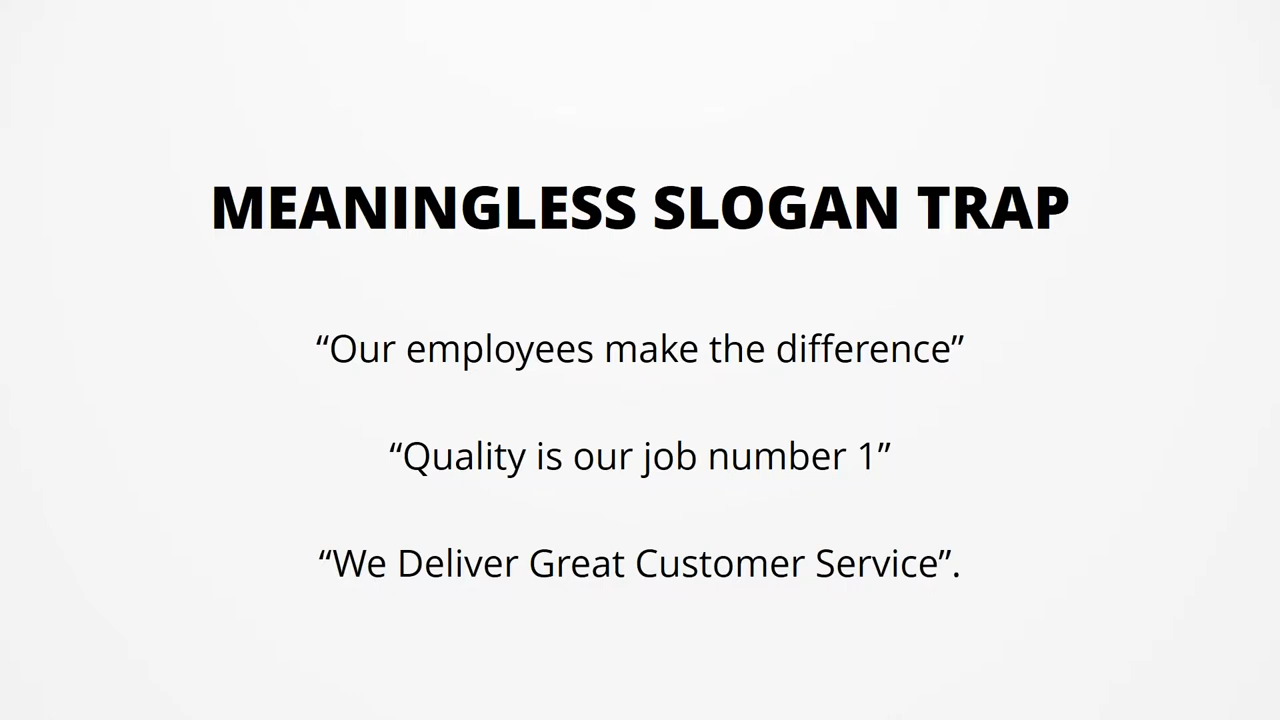 MEANINGLESS SLOGAN TRAP
“Our employees make the difference”
“Quality is our job number 1”
“We Deliver Great Customer Service”.